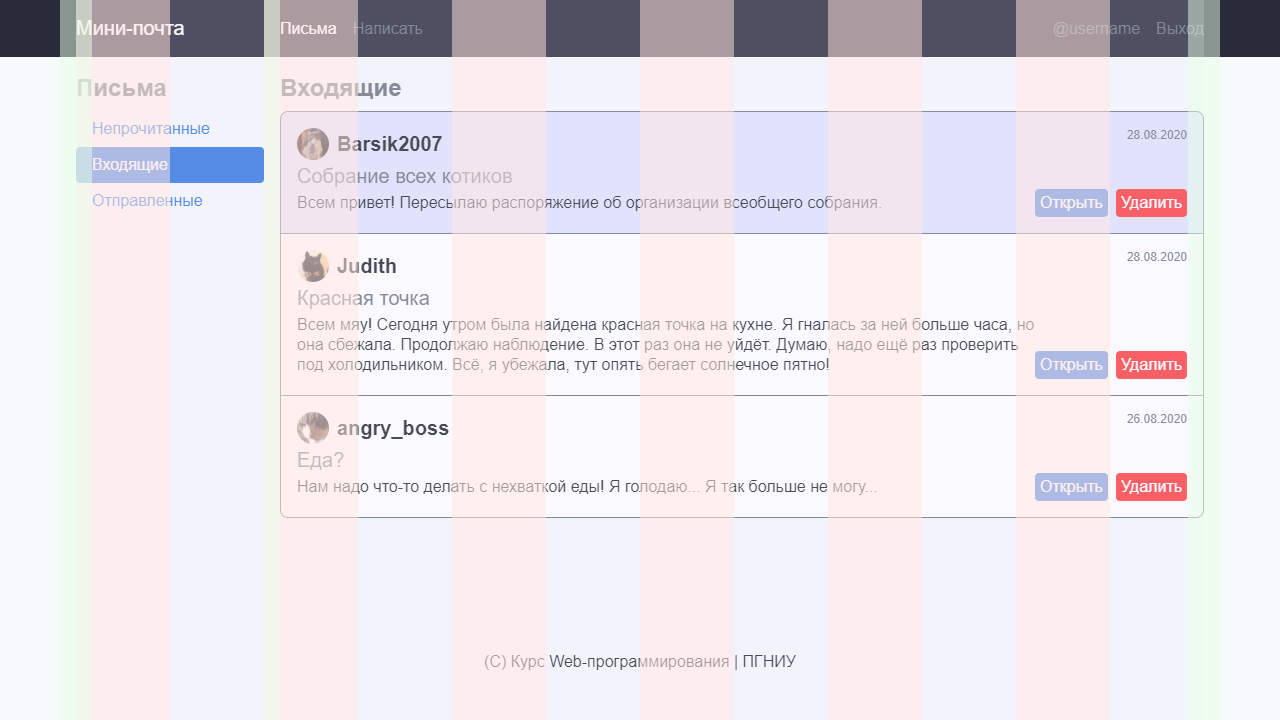 Мини-почта
Письма Написать
@username Выход
Письма
Непрочитанные
Входящие
Отправленные
Входящие
Barsik2007
28.08.2020
Собрание всех котиков
Всем привет! Пересылаю распоряжение об организации всеобщего собрания.
Открыть Удалить
Judith
28.08.2020
Красная точка
Всем мяу! Сегодня утром была найдена красная точка на кухне. Я гналась за ней больше часа, но
она сбежала. Продолжаю наблюдение. В этот раз она не уйдёт. Думаю, надо ещё раз проверить
под холодильником. Всё, я убежала, тут опять бегает солнечное пятно!
Открыть Удалить
angry_boss
26.08.2020
Еда?
Нам надо что-то делать с нехваткой еды! Я голодаю... Я так больше не могу...
Открыть Удалить
(С) Курс Web-программирования | ПГНИУ